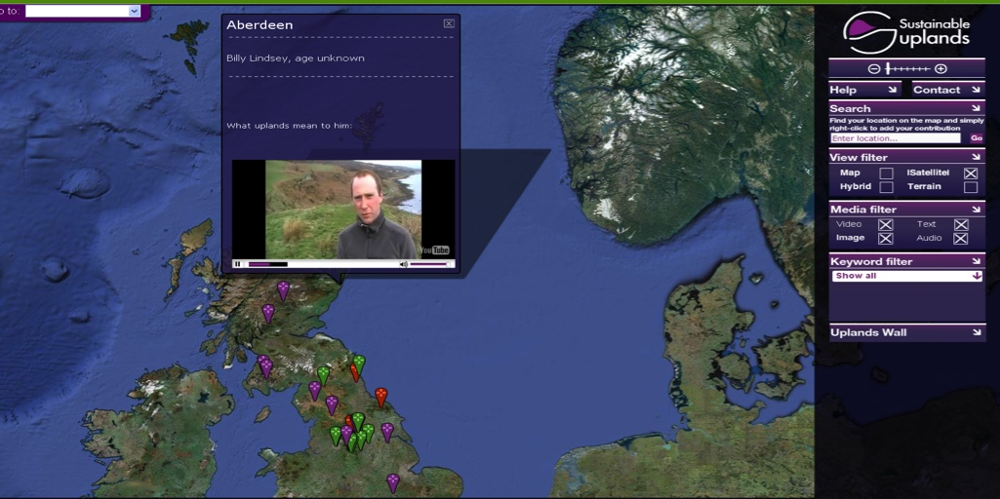 o to:
Aberdeen
Billy Lindsey, age unknown
What uplands mean to him:
YouTube
Sustainable
uplands
Help
Contact
Search
Find your location on the map and simply
right-click to add your contribution
Enter location...
Go
View filter
Map
lSatellitel
Hybrid
Terrain
Media filter
Video
Text
Image
Audio
Keyword filter
Show all
Uplands Wall